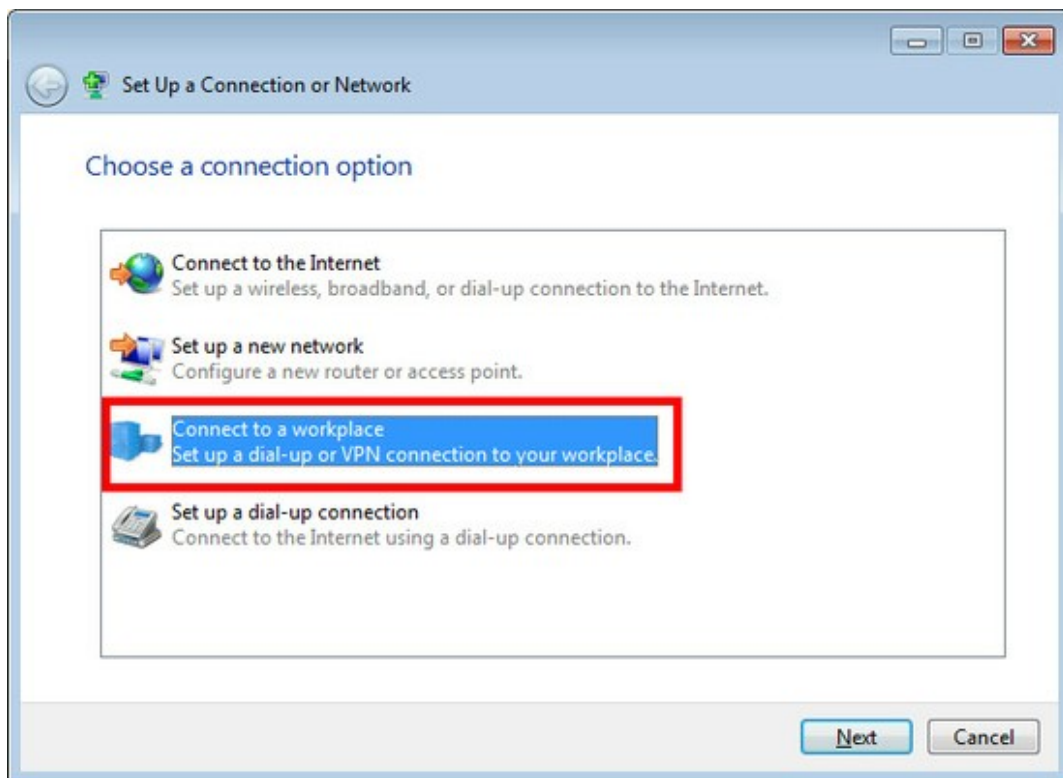 Set Up a Connection or Network
Choose a connection option
Connect to the Internet
Set up a wireless, broadband, or dial-up connection to the Internet.
Set up a new network
Configure a new router or access point.
Connect to a workplace
Set up a dial-up or VPN connection to your workplace.
Set up a dial-up connection
Connect to the Internet using a dial-up connection.
Next Cancel